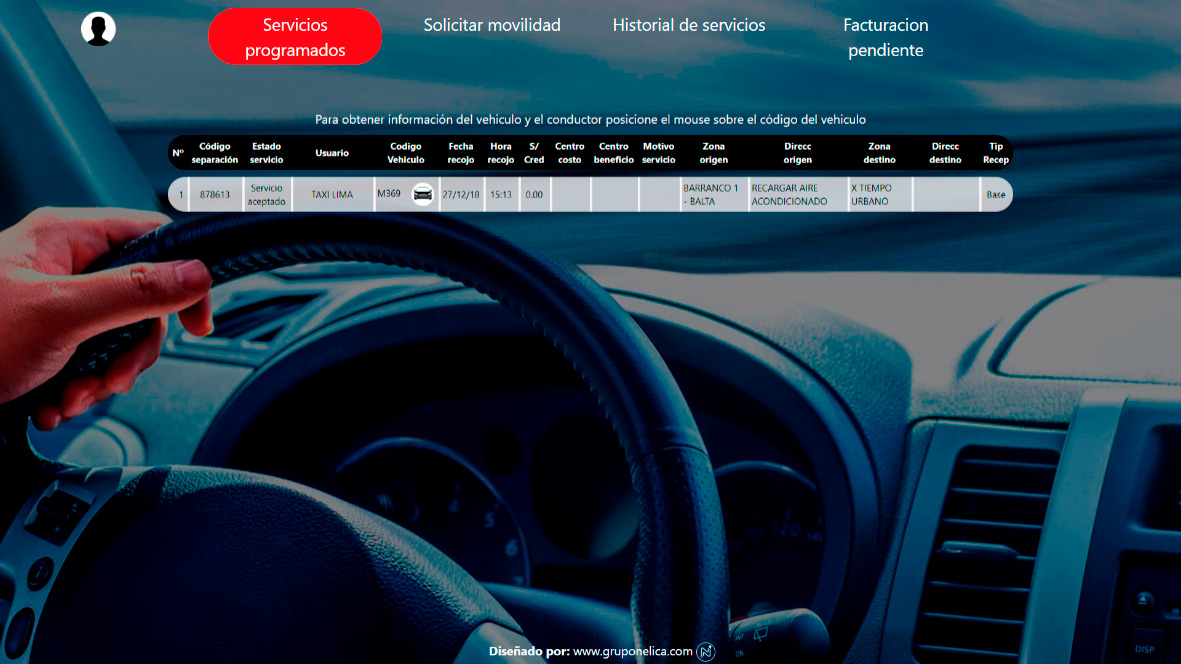 Servicios programados
Solicitar movilidad
Historial de servicios
Facturacion pendiente
Para obtener información del vehiculo y el conductor posicione el mouse sobre el código del vehiculo
Nº
Código separación
Estado servicio
Usuario
Codigo Vehiculo
Fecha recojo
Hora recojo
S/ Cred
Centro costo
Centro beneficio
Motivo servicio
Zona origen
Direcc origen
Zona destino
Direcc destino
Tip Recep
1
878613
Servicio aceptado
TAXI LIMA
M369
27/12/18
15:13
0.00
BARRANCO 1 - BALTA
RECARGAR AIRE ACONDICIONADO
X TIEMPO URBANO
Base
DISP
Diseñado por: www.gruponelica.com